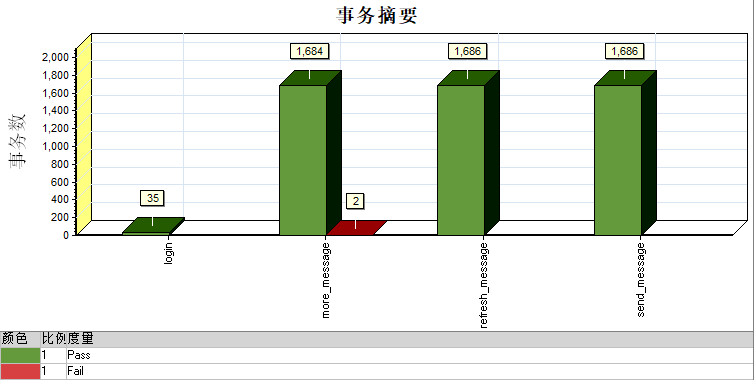 事务摘要
事务数
2,000
1,800
1,600
1,400
1,200
1,000
800
600
400
200
0
35
1,684
2
1,686
1,686
login
more_message
refresh_message
send_message
颜色 比例 度量
1 Pass
1 Fail